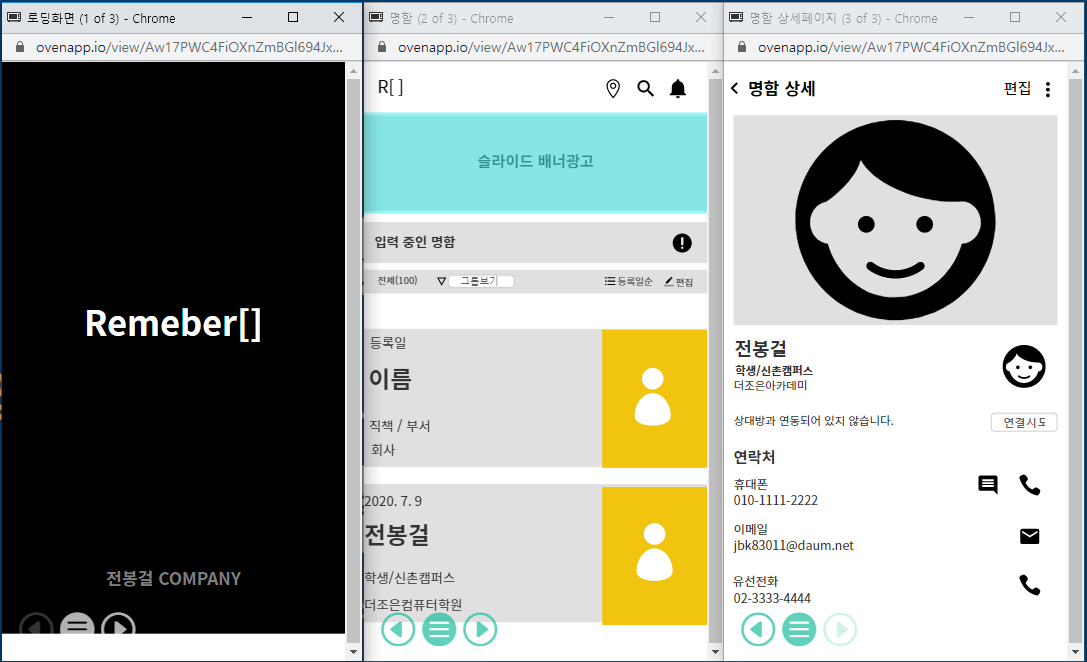 로딩화면 (1 of 3) - Chrome
ovenapp.io/view/Aw17PWC4FiOXnZmBGl694Jx...
Remeber[]
전봉걸 COMPANY
명함 (2 of 3) - Chrome
ovenapp.io/view/Aw17PWC4FiOXnZmBGl694Jx...
R[ ]
슬라이드 배너광고
입력 중인 명함
전체(100)
그룹보기
등록일순
편집
등록일
이름
직책 / 부서
회사
2020. 7. 9
전봉걸
학생/신촌캠퍼스
더조은컴퓨터학원
명함 상세페이지 (3 of 3) - Chrome
ovenapp.io/view/Aw17PWC4FiOXnZmBGl694Jx...
명함 상세
편집
전봉걸
학생/신촌캠퍼스
더조은아카데미
상대방과 연동되어 있지 않습니다.
연결시도
연락처
휴대폰
010-1111-2222
이메일
jbk83011@daum.net
유선전화
02-3333-4444